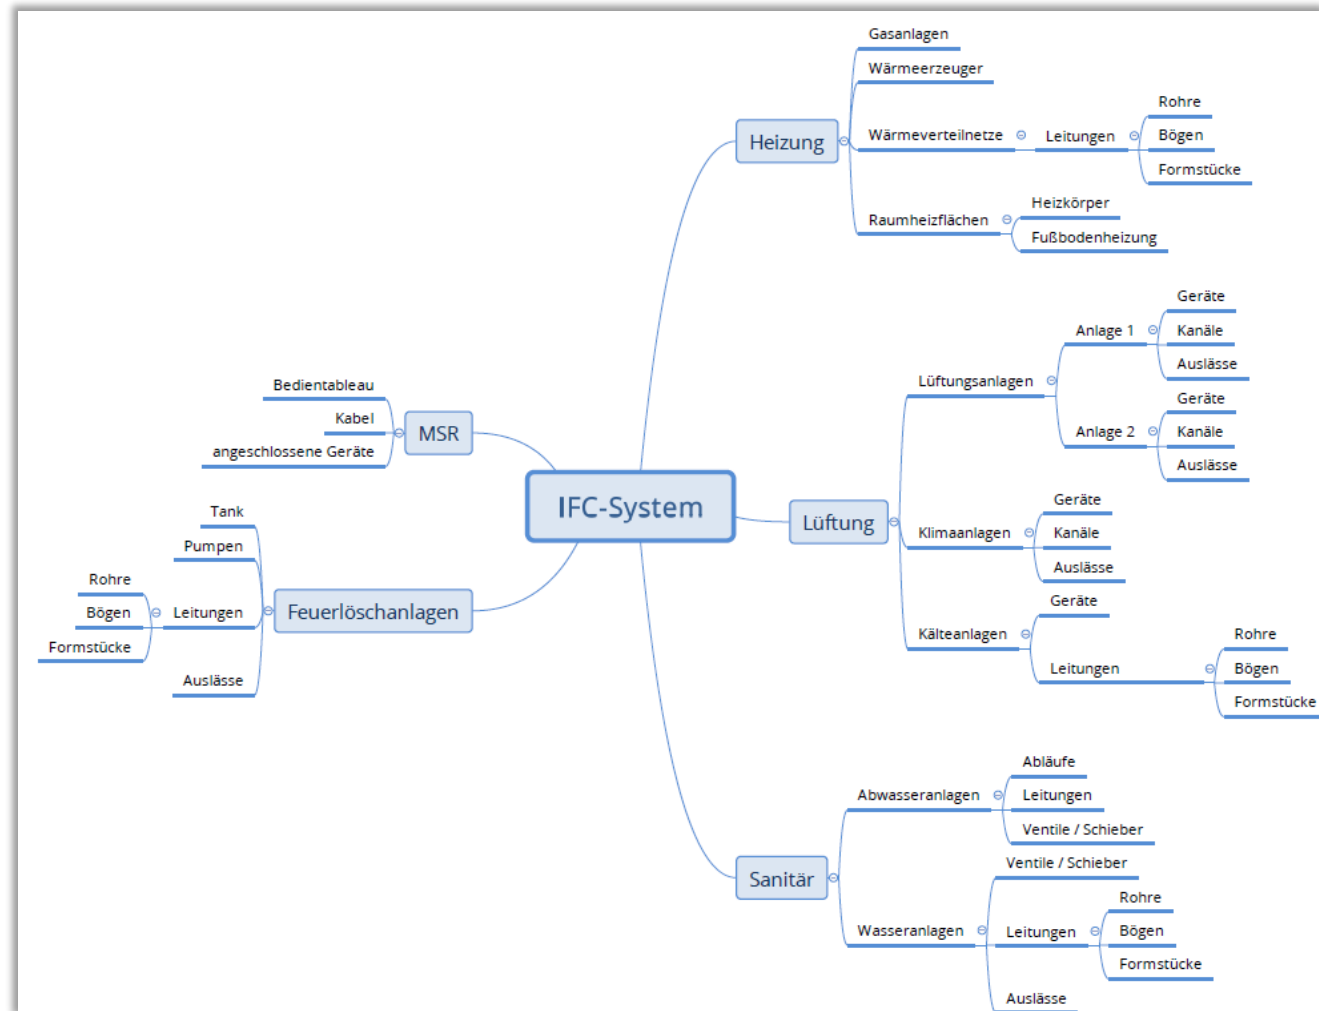 IFC-System
Heizung
Gasanlagen
Wärmeerzeuger
Wärmeverteilnetze
Leitungen
Rohre
Bögen
Formstücke
Raumheizflächen
Heizkörper
Fußbodenheizung
Lüftung
Lüftungsanlagen
Anlage 1
Geräte
Kanäle
Auslässe
Anlage 2
Geräte
Kanäle
Auslässe
Klimaanlagen
Geräte
Kanäle
Auslässe
Kälteanlagen
Geräte
Leitungen
Rohre
Bögen
Formstücke
Sanitär
Abwasseranlagen
Abläufe
Leitungen
Ventile / Schieber
Wasseranlagen
Ventile / Schieber
Leitungen
Rohre
Bögen
Formstücke
Auslässe
MSR
Bedientableau
Kabel
angeschlossene Geräte
Feuerlöschanlagen
Tank
Pumpen
Leitungen
Rohre
Bögen
Formstücke
Auslässe